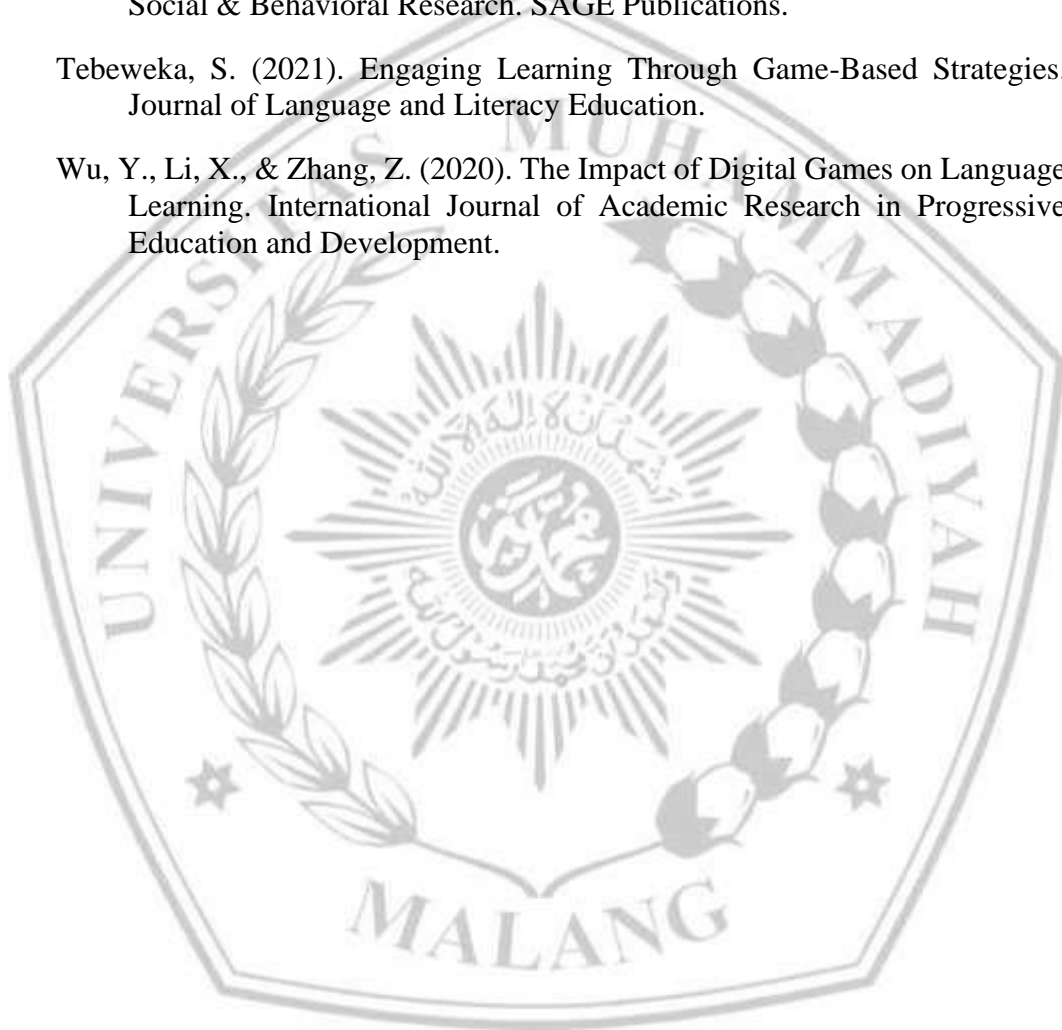 Social & Behavioral Research. SAGE Publications.
Tebeweka, S. (2021). Engaging Learning Through Game-Based Strategies.
Journal of Language and Literacy Education.
Wu, Y., Li, X., & Zhang, Z. (2020). The Impact of Digital Games on Language
Learning. International Journal of Academic Research in Progressive
Education and Development.
UNIVERSITAS MUHAMMADIYAH
MALANG